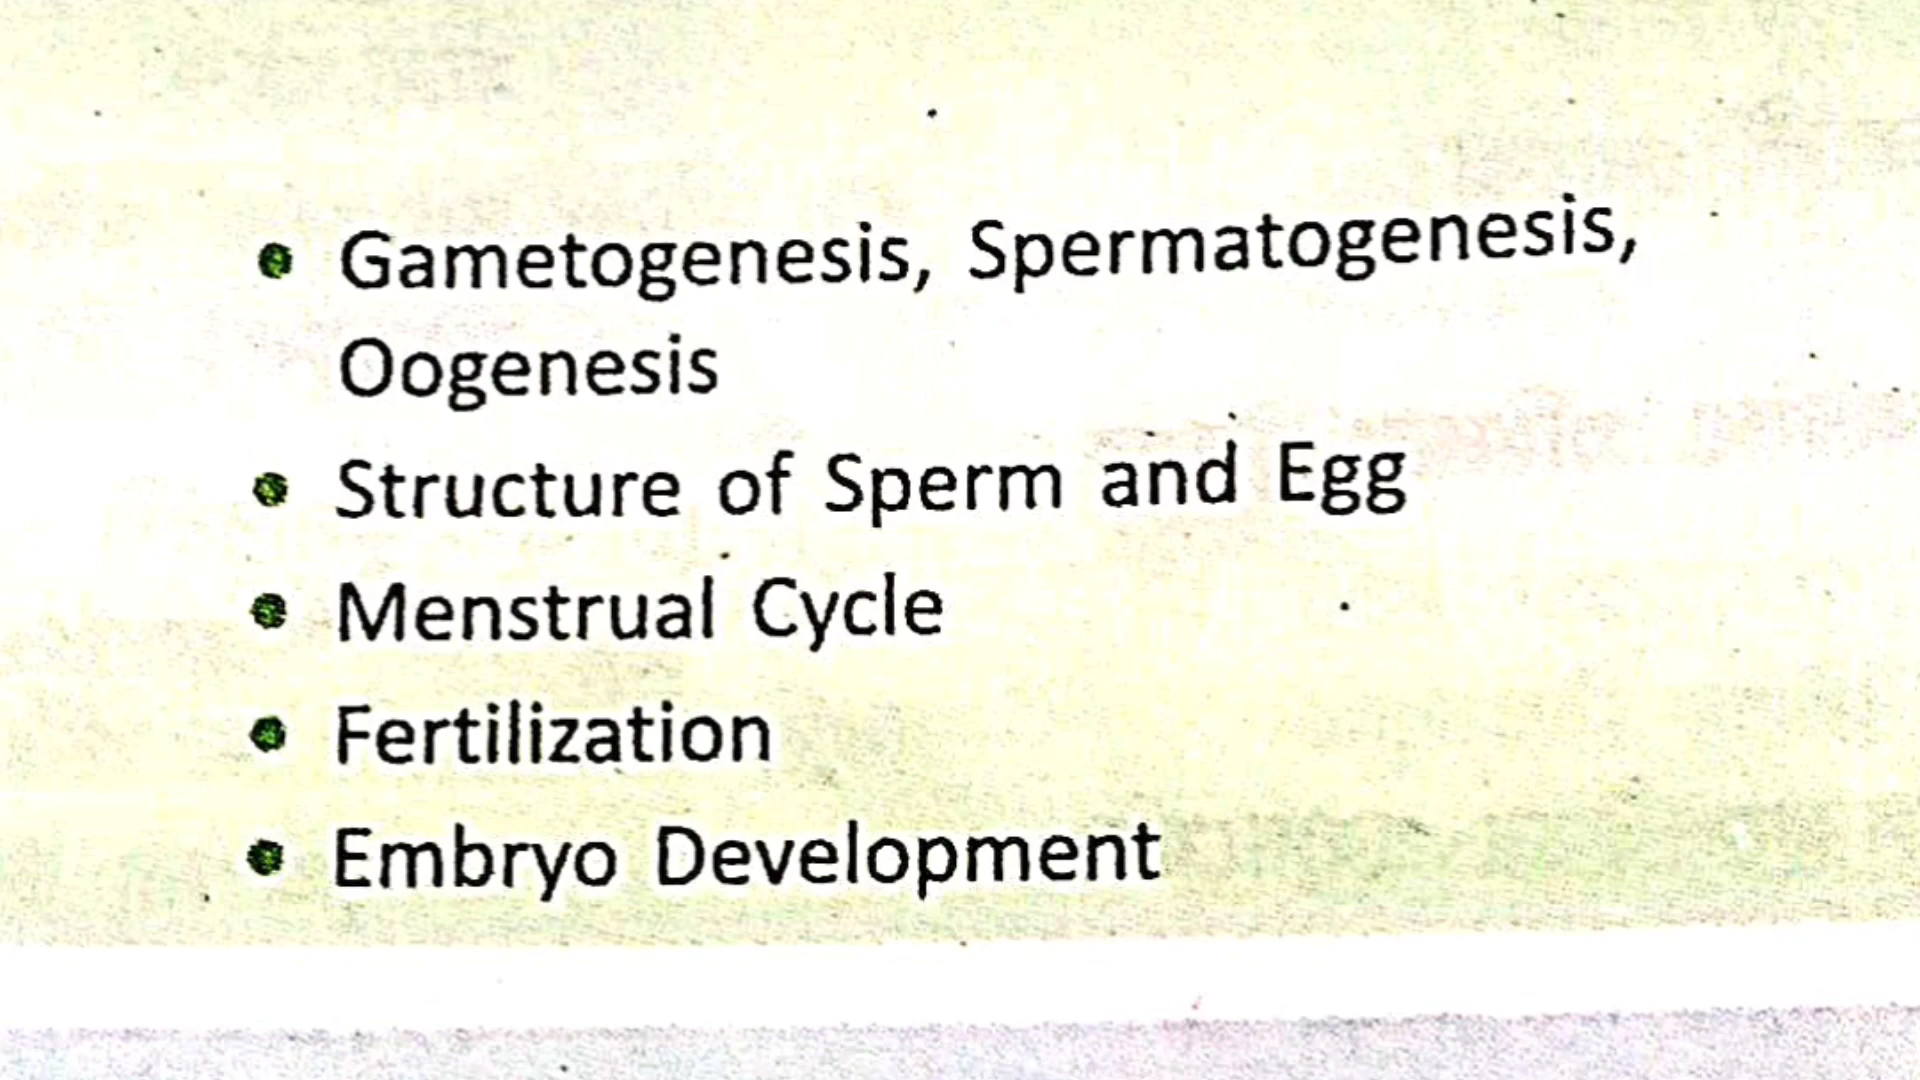 • Gametogenesis, Spermatogenesis,
Oogenesis
• Structure of Sperm and Egg
• Menstrual Cycle
• Fertilization
• Embryo Development